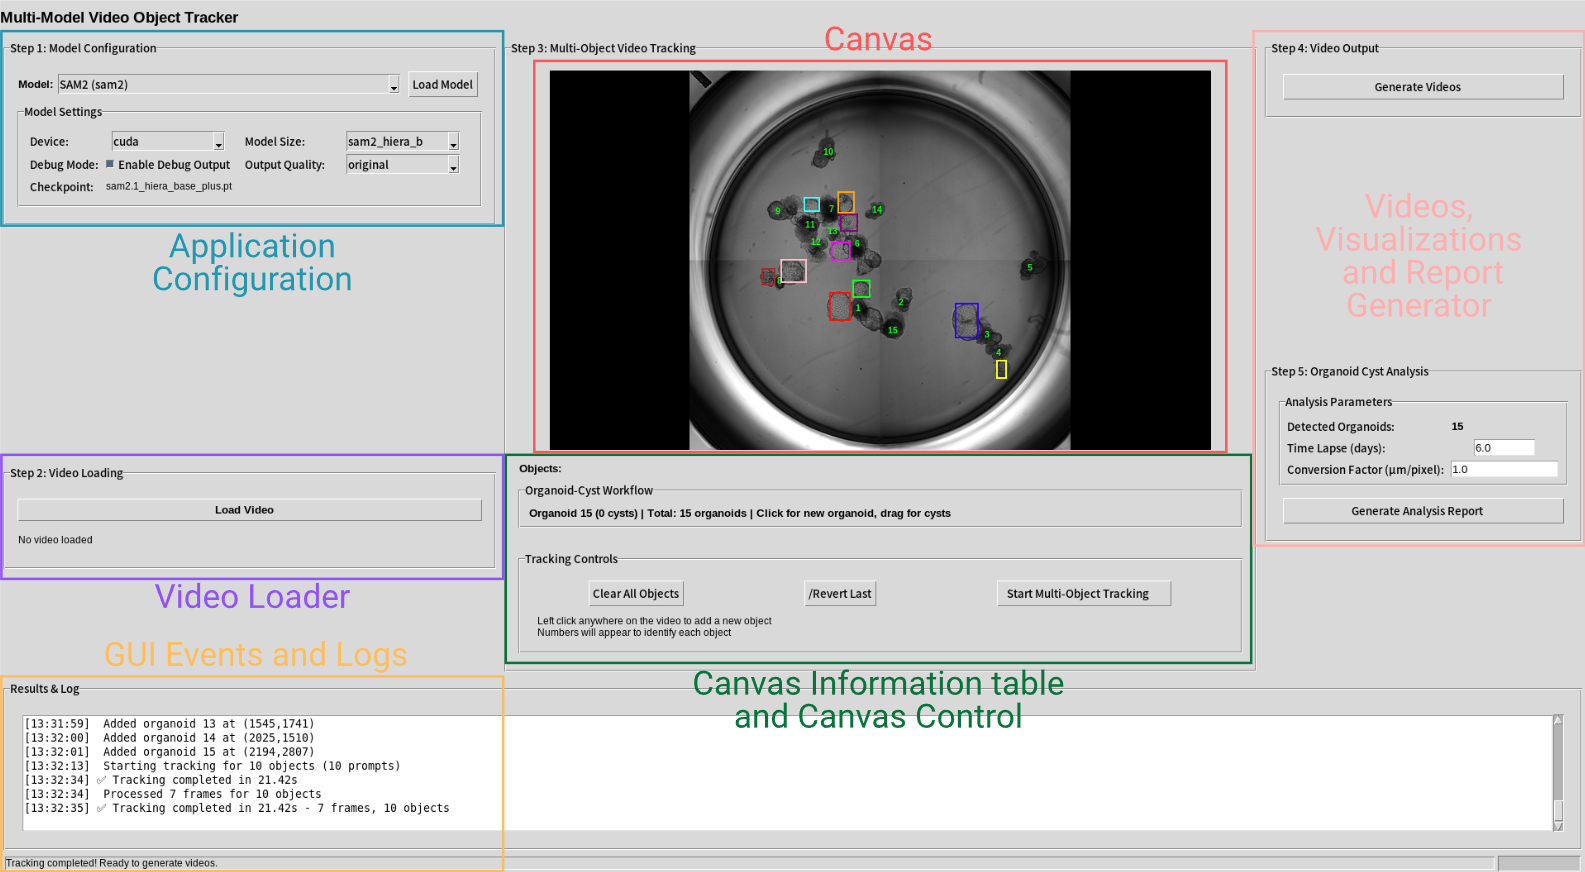 Multi-Model Video Object Tracker
Step 1: Model Configuration
Model: SAM2 (sam2) Load Model
Model Settings
Device: cuda Model Size: sam2_hiera_b
Debug Mode: Enable Debug Output Output Quality: original
Checkpoint: sam2.1_hiera_base_plus.pt
Application
Configuration
Step 2: Video Loading
Load Video
No video loaded
Video Loader
GUI Events and Logs
Step 3: Multi-Object Video Tracking
Canvas
10
9
7
14
11
13
12
6
5
8
2
1
15
3
4
Objects:
Organoid-Cyst Workflow
Organoid 15 (0 cysts) | Total: 15 organoids | Click for new organoid, drag for cysts
Tracking Controls
Clear All Objects /Revert Last Start Multi-Object Tracking
Left click anywhere on the video to add a new object
Numbers will appear to identify each object
Canvas Information table
and Canvas Control
Step 4: Video Output
Generate Videos
Videos,
Visualizations
and Report
Generator
Step 5: Organoid Cyst Analysis
Analysis Parameters
Detected Organoids: 15
Time Lapse (days): 6.0
Conversion Factor (µm/pixel): 1.0
Generate Analysis Report
Results & Log
[13:31:59] Added organoid 13 at (1545,1741)
[13:32:00] Added organoid 14 at (2025,1510)
[13:32:01] Added organoid 15 at (2194,2807)
[13:32:13] Starting tracking for 10 objects (10 prompts)
[13:32:34] ✅ Tracking completed in 21.42s
[13:32:34] Processed 7 frames for 10 objects
[13:32:35] ✅ Tracking completed in 21.42s - 7 frames, 10 objects
Tracking completed! Ready to generate videos.